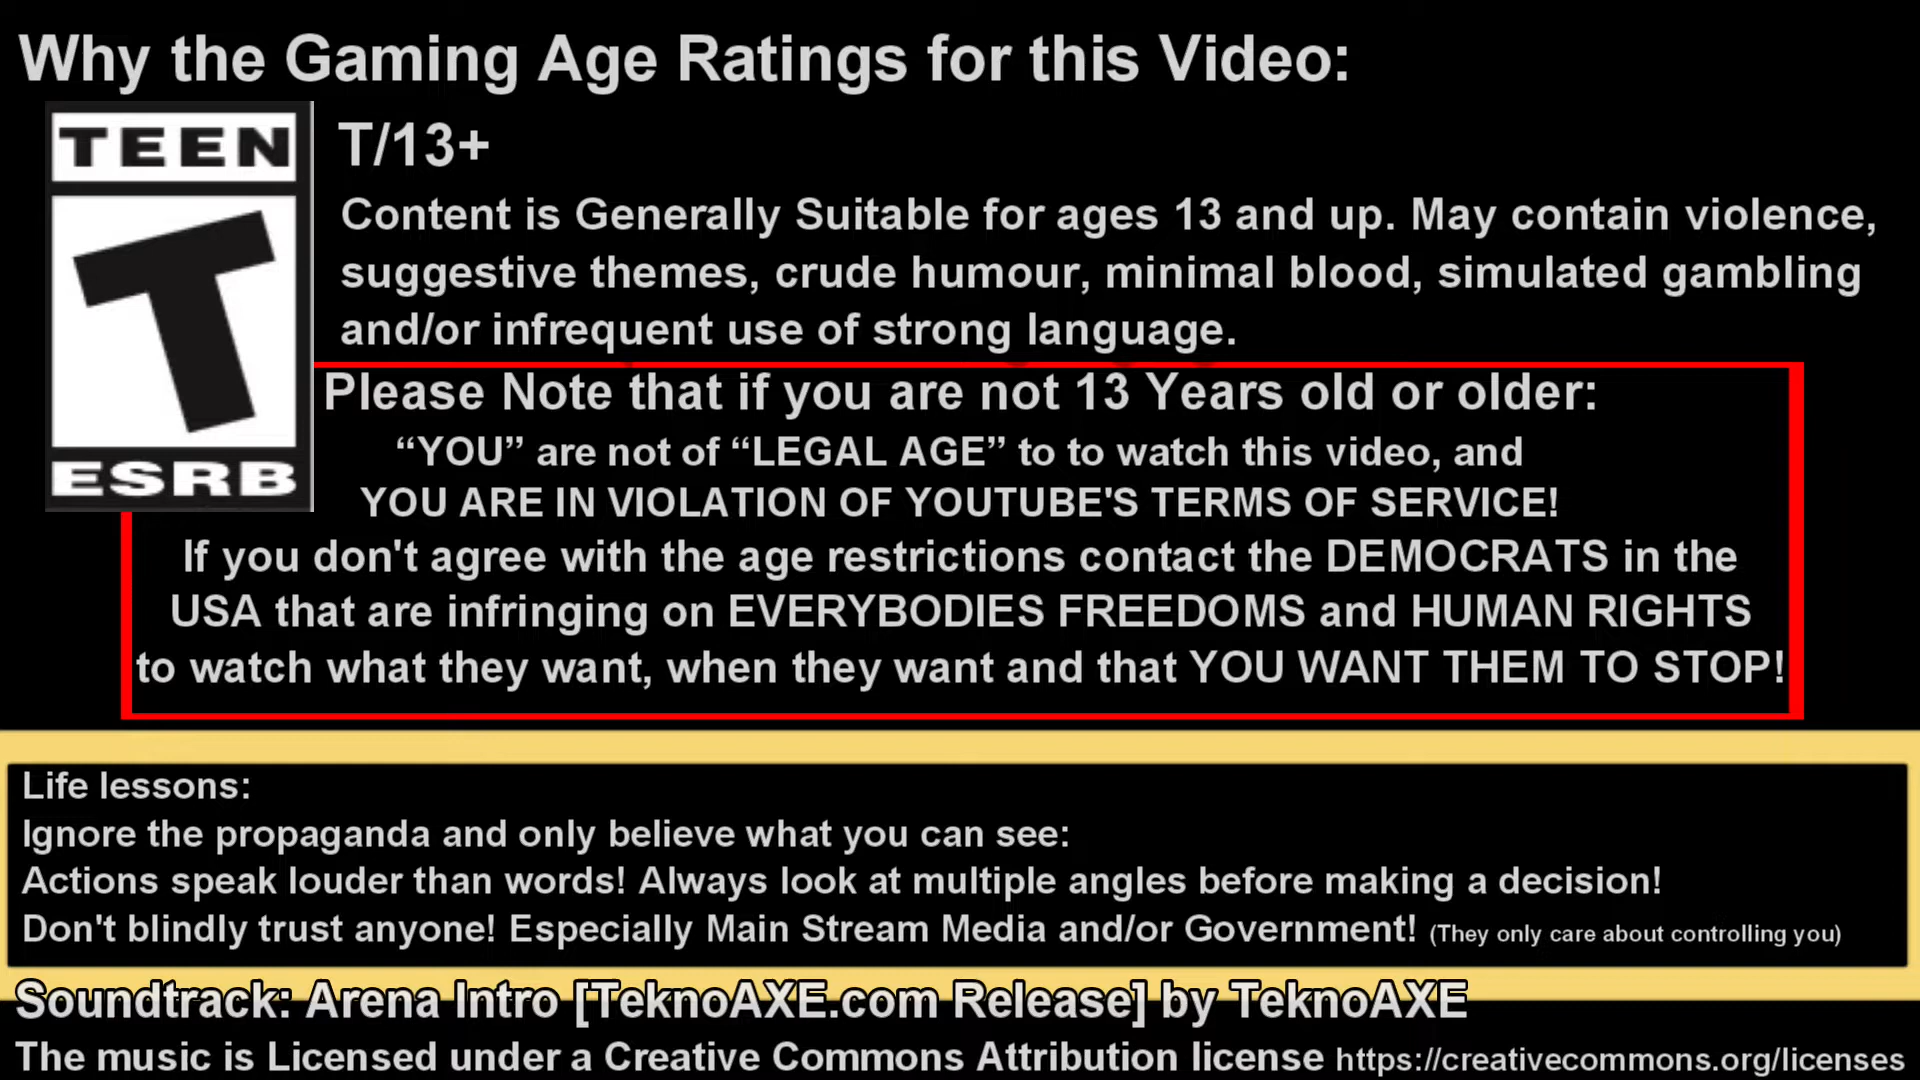 Why the Gaming Age Ratings for this Video:
TEEN
T
ESRB
T/13+
Content is Generally Suitable for ages 13 and up. May contain violence,
suggestive themes, crude humour, minimal blood, simulated gambling
and/or infrequent use of strong language.
Please Note that if you are not 13 Years old or older:
“YOU” are not of “LEGAL AGE” to to watch this video, and
YOU ARE IN VIOLATION OF YOUTUBE'S TERMS OF SERVICE!
If you don't agree with the age restrictions contact the DEMOCRATS in the
USA that are infringing on EVERYBODIES FREEDOMS and HUMAN RIGHTS
to watch what they want, when they want and that YOU WANT THEM TO STOP!
Life lessons:
Ignore the propaganda and only believe what you can see:
Actions speak louder than words! Always look at multiple angles before making a decision!
Don't blindly trust anyone! Especially Main Stream Media and/or Government! (They only care about controlling you)
Soundtrack: Arena Intro [TeknoAXE.com Release] by TeknoAXE
The music is Licensed under a Creative Commons Attribution license https://creativecommons.org/licenses